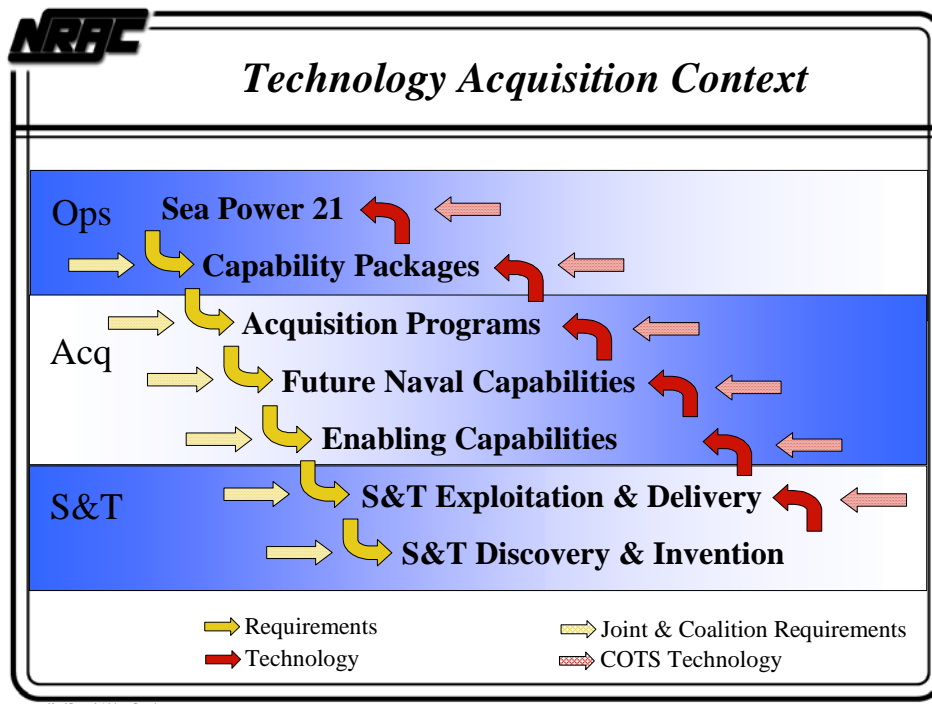 NRAC
Technology Acquisition Context
Ops
Sea Power 21
Capability Packages
Acquisition Programs
Acq
Future Naval Capabilities
Enabling Capabilities
S&T
S&T Exploitation & Delivery
S&T Discovery & Invention
Requirements
Joint & Coalition Requirements
Technology
COTS Technology